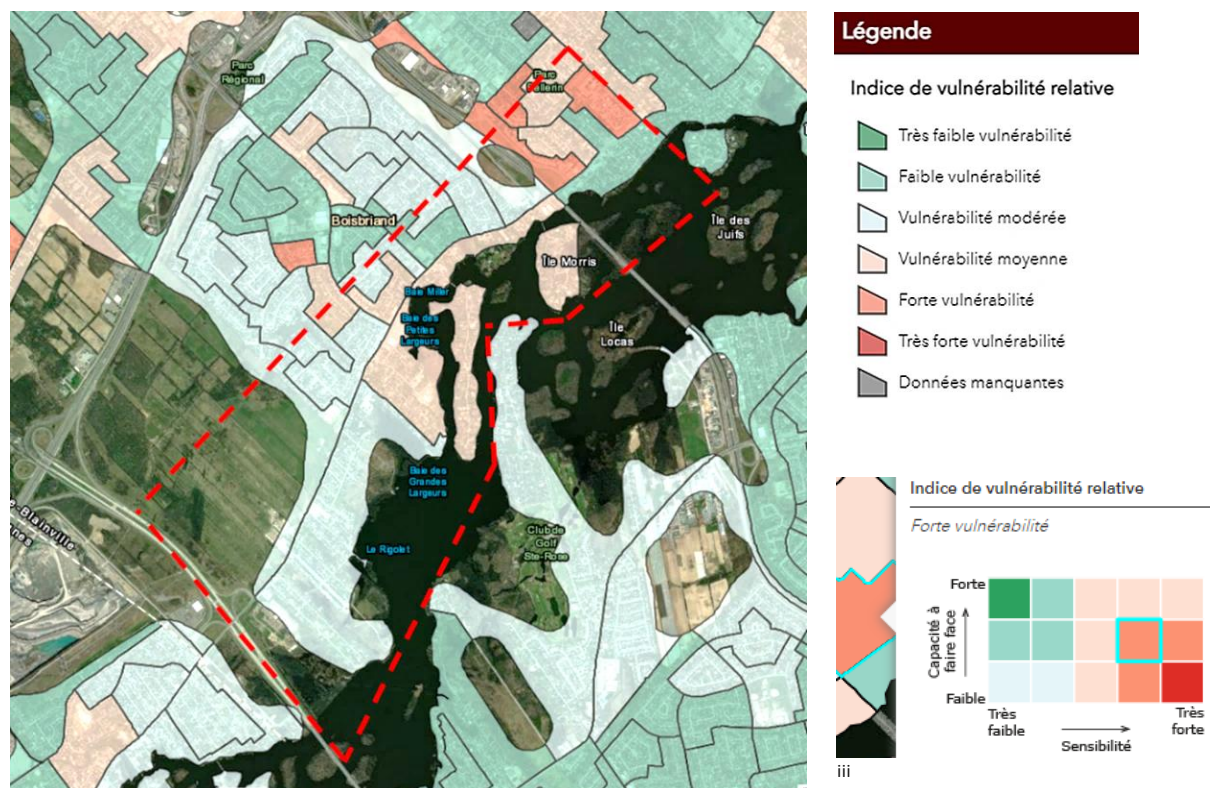 Parc
Régional
Parc
Boisbriand
Île des
Juifs
Île Morris
Baie Miller
Baie des
Petites
Largeurs
Île
Locas
Baie des
Grandes
Largeurs
-Blainville
Le Rigolet
Club de
Golf
Ste-Rose
Légende
Indice de vulnérabilité relative
Très faible vulnérabilité
Faible vulnérabilité
Vulnérabilité modérée
Vulnérabilité moyenne
Forte vulnérabilité
Très forte vulnérabilité
Données manquantes
Indice de vulnérabilité relative
Forte vulnérabilité
Forte
Capacité à
faire face
Faible
Très
faible
Sensibilité
Très
forte
iii